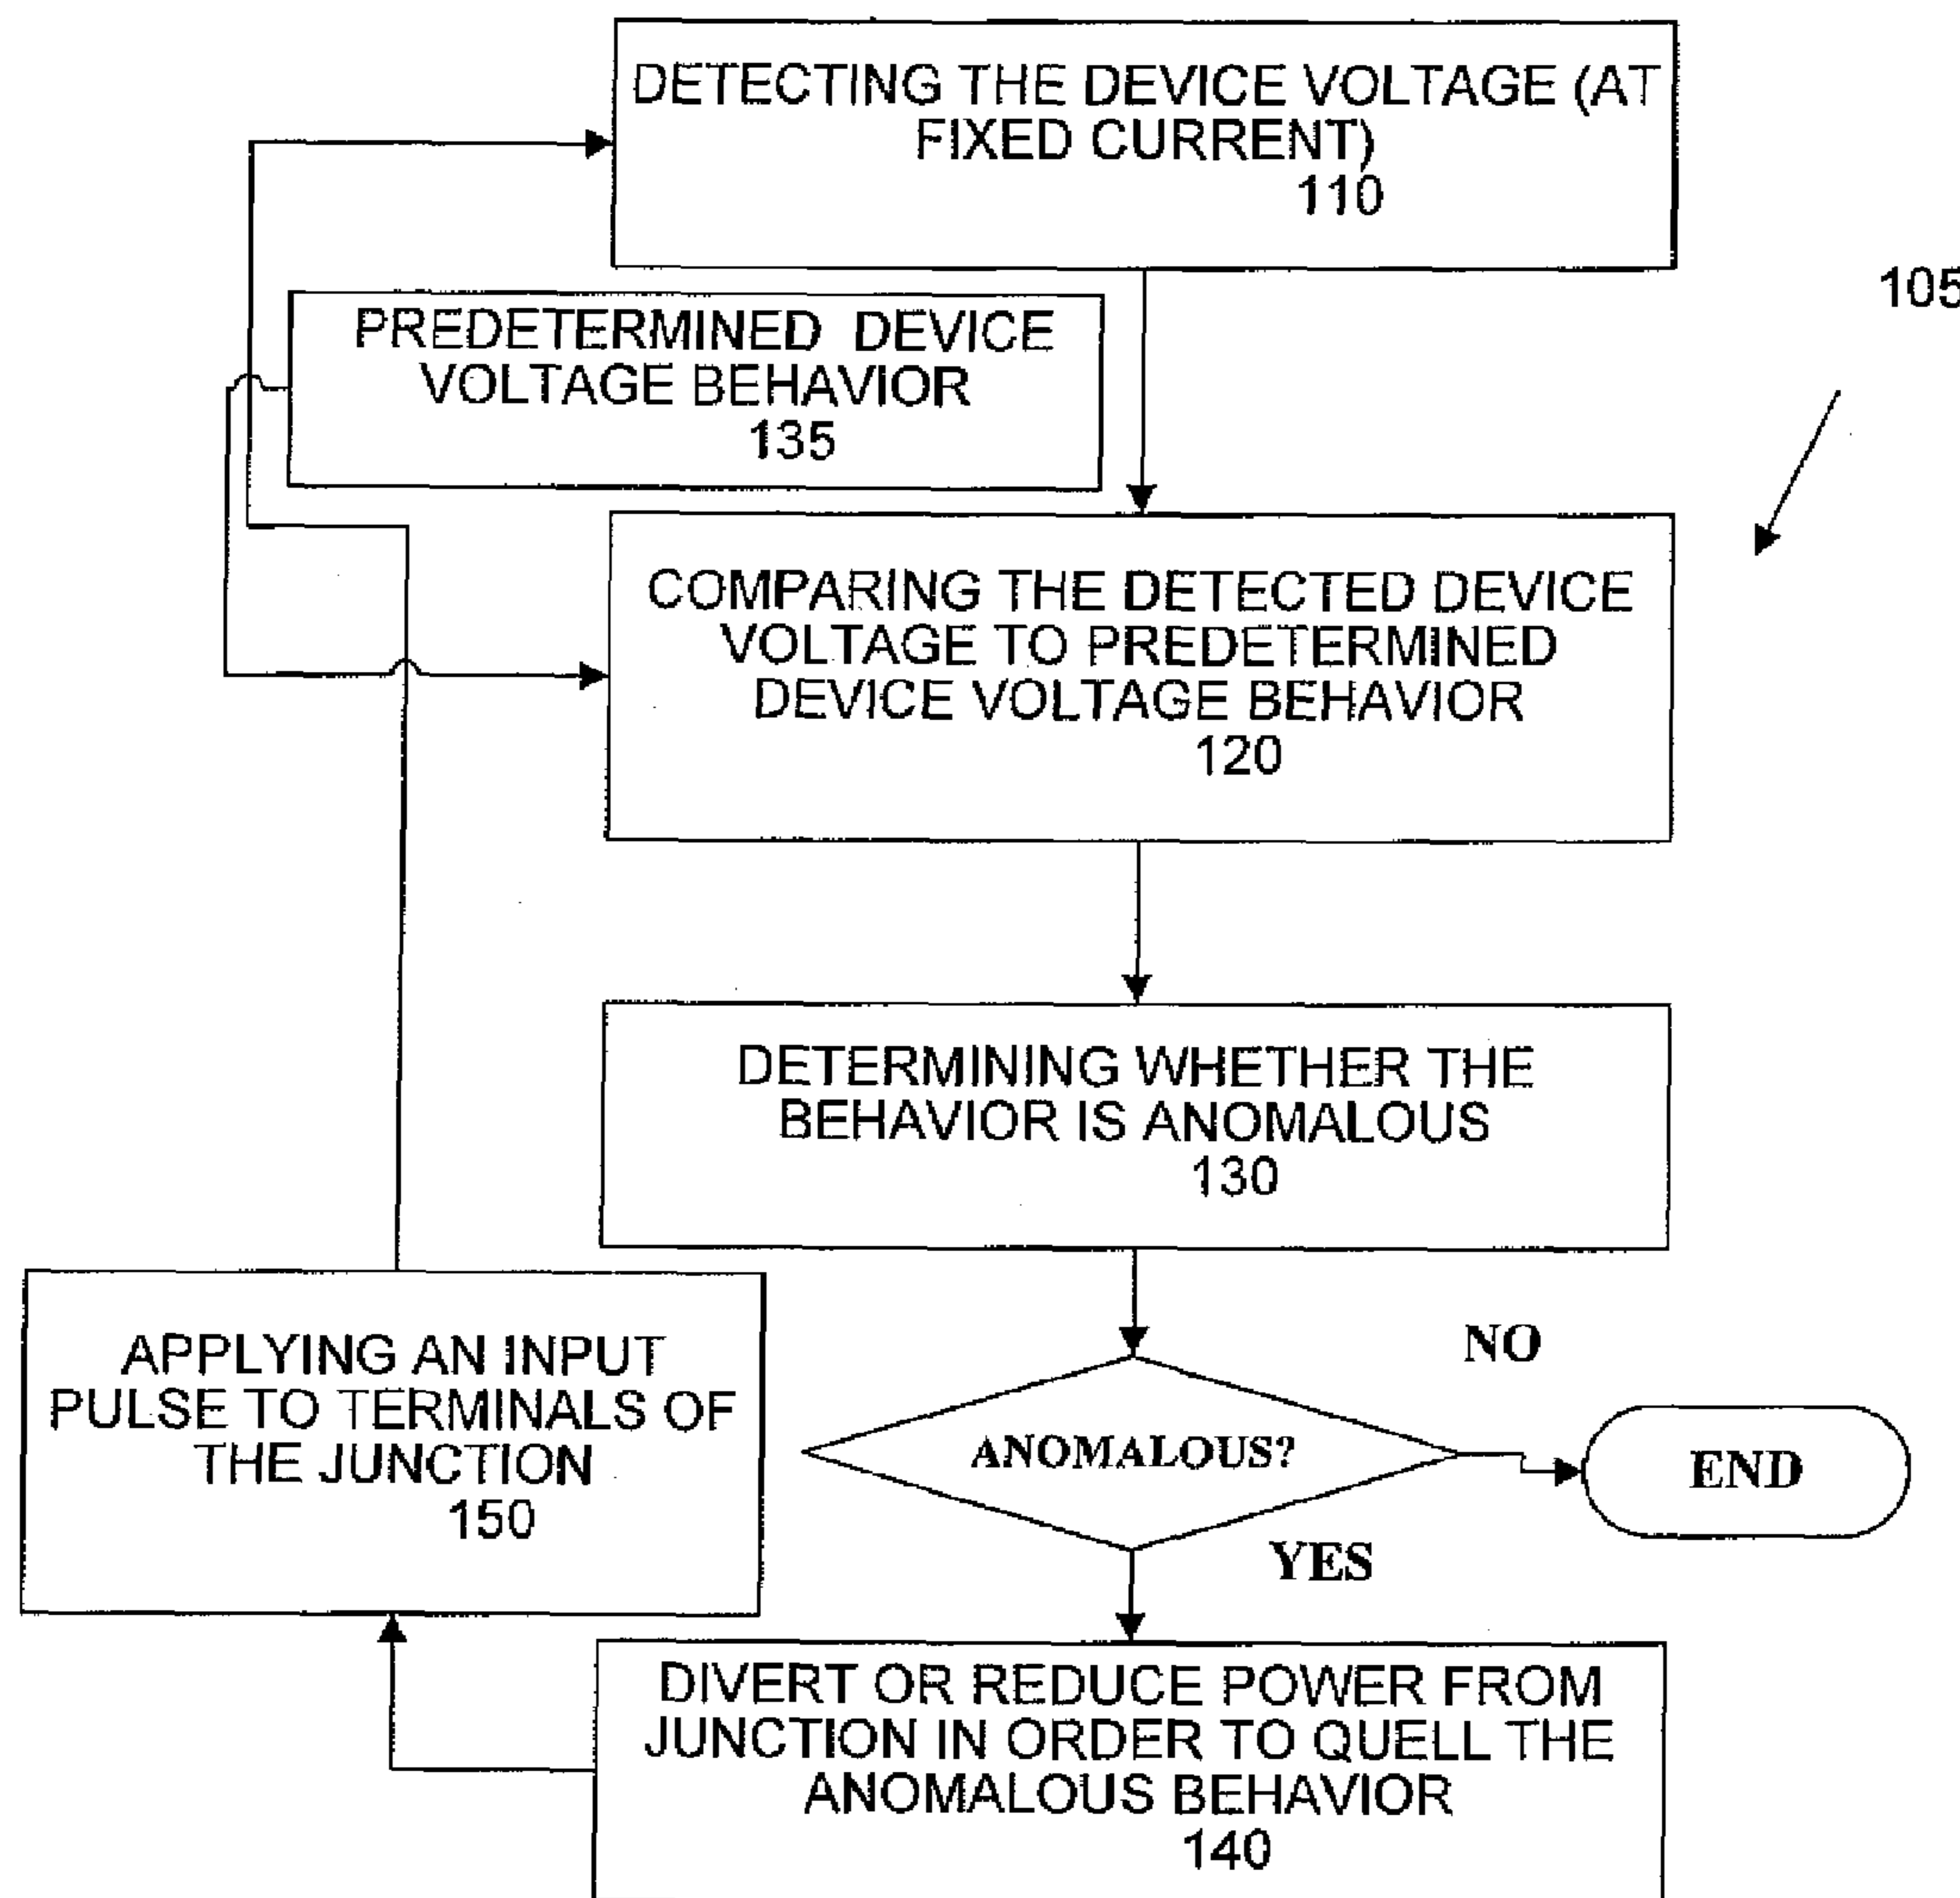 DETECTING THE DEVICE VOLTAGE (AT
FIXED CURRENT)
110
105
PREDETERMINED DEVICE
VOLTAGE BEHAVIOR
135
COMPARING THE DETECTED DEVICE
VOLTAGE TO PREDETERMINED
DEVICE VOLTAGE BEHAVIOR
120
DETERMINING WHETHER THE
BEHAVIOR IS ANOMALOUS
130
NO
APPLYING AN INPUT
PULSE TO TERMINALS OF
THE JUNCTION
150
ANOMALOUS?
END
YES
DIVERT OR REDUCE POWER FROM
JUNCTION IN ORDER TO QUELL THE
ANOMALOUS BEHAVIOR
140